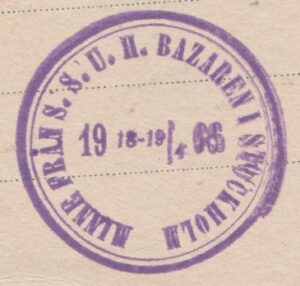 MINNE FRÅN S.S.U.H. BAZAREN I STOCKHOLM
19 18-19/4 06